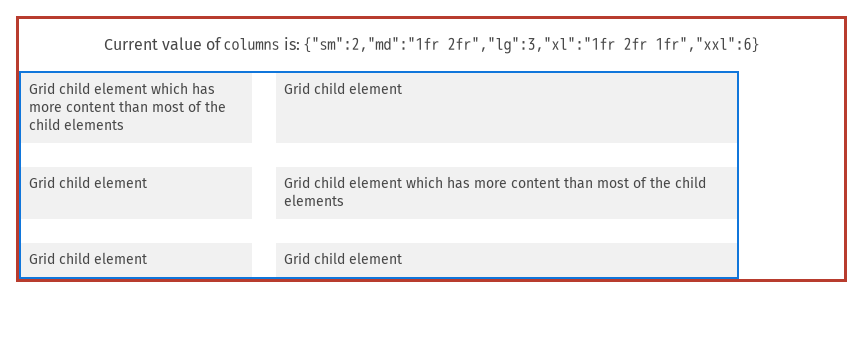 Current value of columns is: {"sm":2,"md":"1fr 2fr","lg":3,"xl":"1fr 2fr 1fr","xxl":6}
Grid child element which has
more content than most of the
child elements
Grid child element
Grid child element
Grid child element which has more content than most of the child
elements
Grid child element
Grid child element